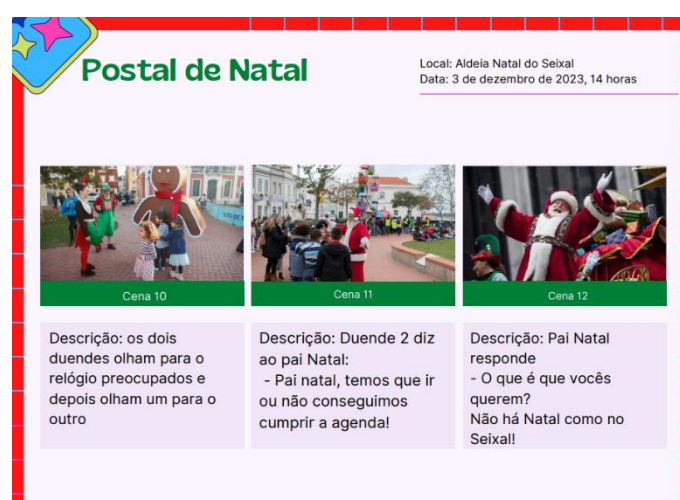 Postal de Natal
Local: Aldeia Natal do Seixal
Data: 3 de dezembro de 2023, 14 horas
Cena 10
Cena 11
Cena 12
Descrição: os dois
duendes olham para o
relógio preocupados e
depois olham um para o
outro
Descrição: Duende 2 diz
ao pai Natal:
- Pai natal, temos que ir
ou não conseguimos
cumprir a agenda!
Descrição: Pai Natal
responde
- O que é que vocês
querem?
Não há Natal como no
Seixal!